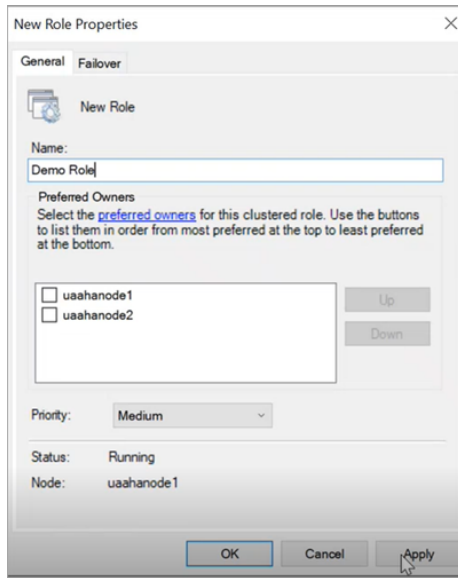 New Role Properties
General Failover
New Role
Name:
Demo Role
Preferred Owners
Select the preferred owners for this clustered role. Use the buttons
to list them in order from most preferred at the top to least preferred
at the bottom.
uaahanode1
uaahanode2
Up
Down
Priority: Medium
Status: Running
Node: uaahanode1
OK Cancel Apply